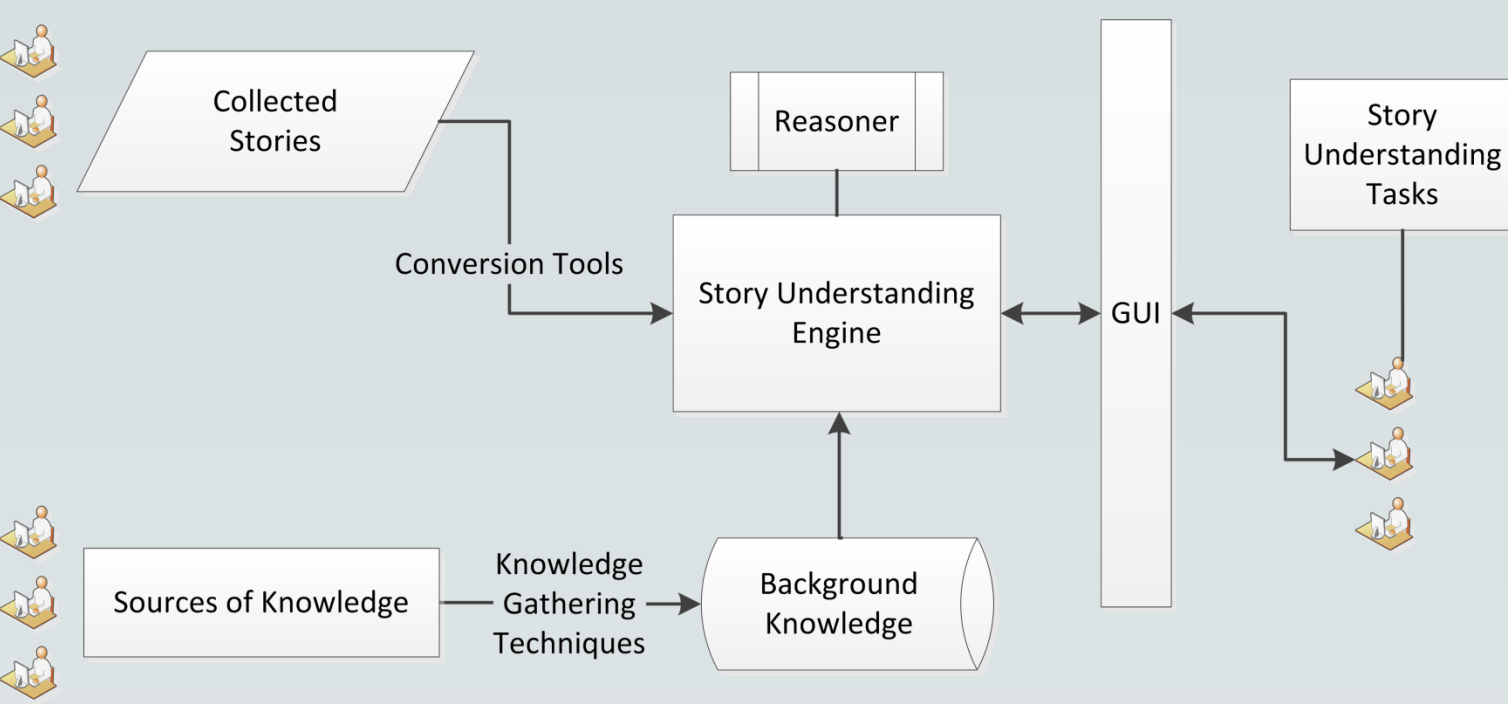 Collected
Stories
Reasoner
Story
Understanding
Tasks
Conversion Tools
Story Understanding
Engine
GUI
Sources of Knowledge
Knowledge
Gathering
Techniques
Background
Knowledge